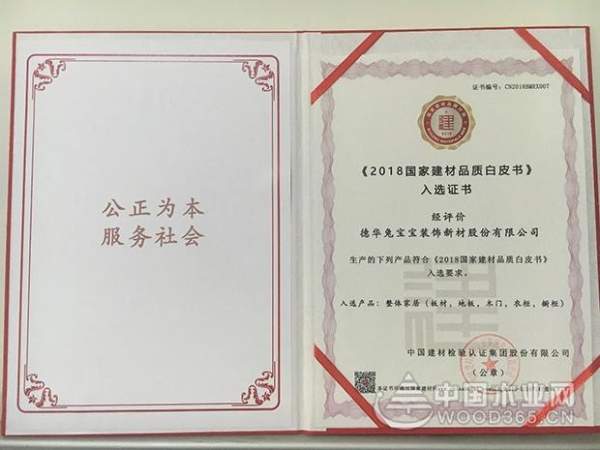 公正为本
服务社会
证书编号：CN2018SWEX007
建
《2018国家建材品质白皮书》
入选证书
经评价
德华兔宝宝装饰新材股份有限公司
生产的下列产品符合《2018国家建材品质白皮书》
入选要求。
入选产品：整体家居（板材，地板，木门，衣柜，橱柜）
中国建材检验认证集团股份有限公司
（公章）
中国木业网
WOOD365.CN